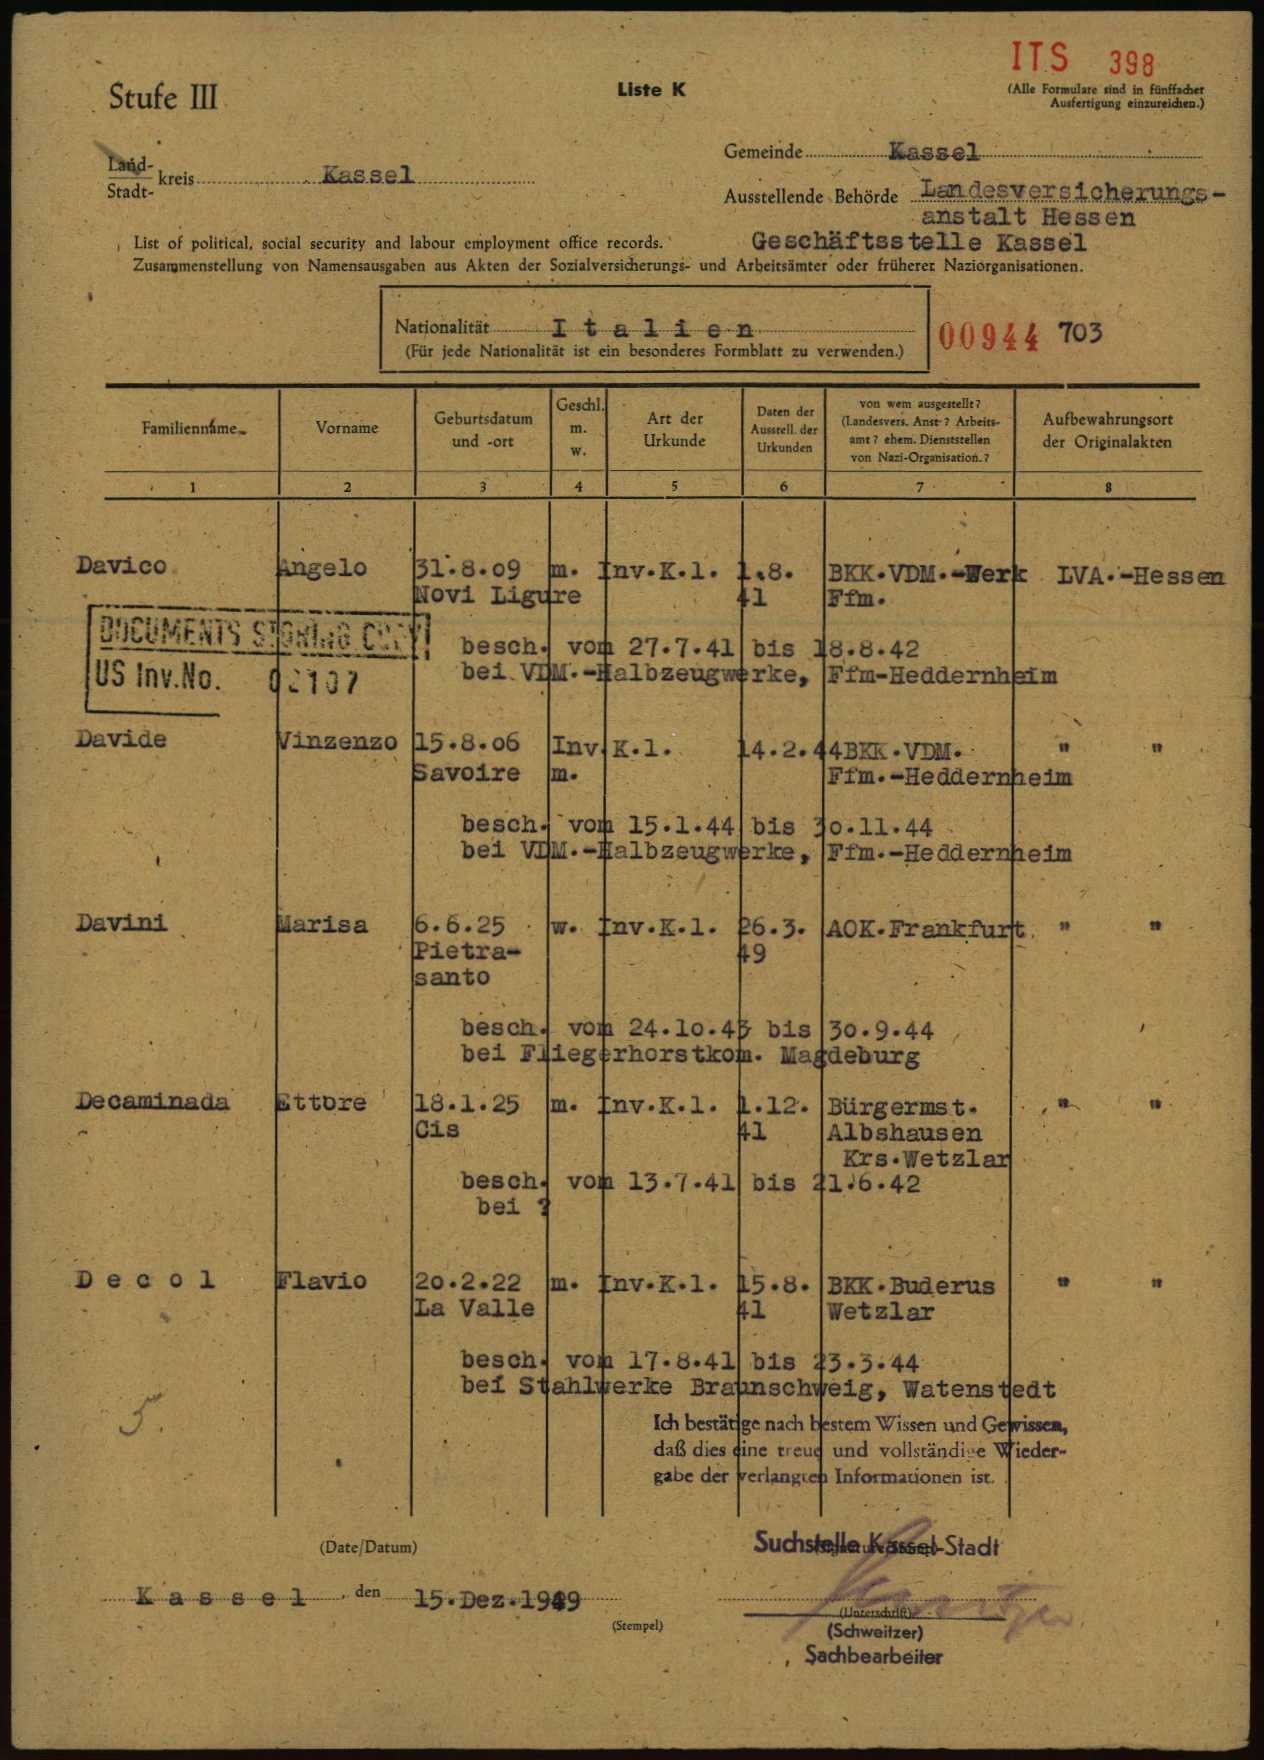 ITS 398
Stufe III
Liste K
(Alle Formulare sind in fünffacher
Ausfertigung einzureichen.)
Land-
Stadt- kreis Kassel
Gemeinde Kassel
Ausstellende Behörde Landesversicherungs-
anstalt Hessen
Geschäftsstelle Kassel
List of political, social security and labour employment office records.
Zusammenstellung von Namensausgaben aus Akten der Sozialversicherungs- und Arbeitsämter oder früherer Naziorganisationen.
Nationalität I t a l i e n
(Für jede Nationalität ist ein besonderes Formblatt zu verwenden.)
00944 703
Familienname Vorname Geburtsdatum und -ort Geschl. m. w. Art der Urkunde Daten der Ausstell. der Urkunden von wem ausgestellt? (Landesvers. Anst? Arbeits- amt? ehem. Dienststellen von Nazi-Organisation.? Aufbewahrungsort der Originalakten
1 2 3 4 5 6 7 8
Davico Angelo 31.8.09 m. Inv.K.l. 1.8. BKK.VDM.-Werk LVA.-Hessen
Novi Ligure 41 Ffm.
DOCUMENTS STORING COPY
US Inv.No. 02107
besch. vom 27.7.41 bis 18.8.42
bei VDM.-Halbzeugwerke, Ffm-Heddernheim
Davide Vinzenzo 15.8.06 Inv.K.l. 14.2.44 BKK.VDM. " "
Savoire m. Ffm.-Heddernheim
besch. vom 15.1.44 bis 30.11.44
bei VDM.-Halbzeugwerke, Ffm.-Heddernheim
Davini Marisa 6.6.25 w. Inv.K.l. 26.3. AOK.Frankfurt " "
Pietra- 49
santo
besch. vom 24.10.43 bis 30.9.44
bei Fliegerhorstkom. Magdeburg
Decaminada Ettore 18.1.25 m. Inv.K.l. 1.12. Bürgermst. " "
Cis 41 Albshausen
Krs.Wetzlar
besch. vom 13.7.41 bis 21.6.42
bei ?
D e c o l Flavio 20.2.22 m. Inv.K.l. 15.8. BKK.Buderus " "
La Valle 41 Wetzlar
besch. vom 17.8.41 bis 23.3.44
bei Stahlwerke Braunschweig, Watenstedt
5.
Ich bestätige nach bestem Wissen und Gewissen,
daß dies eine treue und vollständige Wieder-
gabe der verlangten Informationen ist.
(Date/Datum)
Suchstelle Kassel-Stadt
K a s s e l, den 15.Dez.1949
(Stempel)
(Unterschrift)
(Schweitzer)
Sachbearbeiter